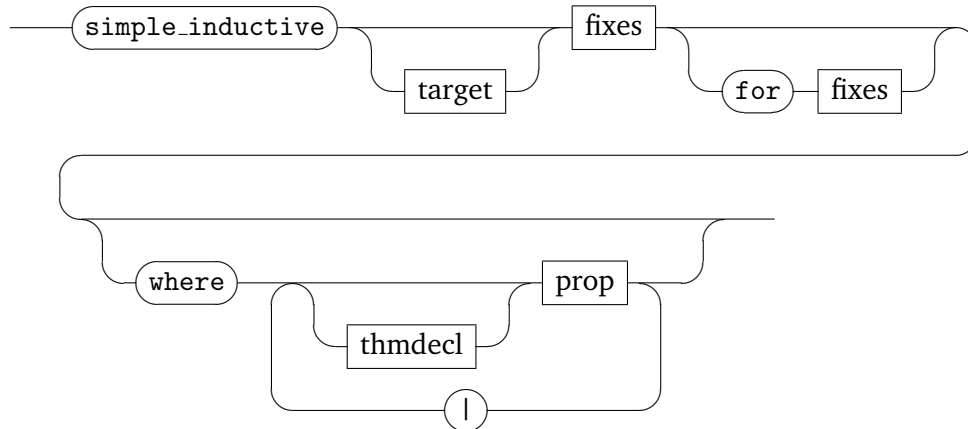 simple_inductive fixes
target for fixes
where prop
thmdecl
|